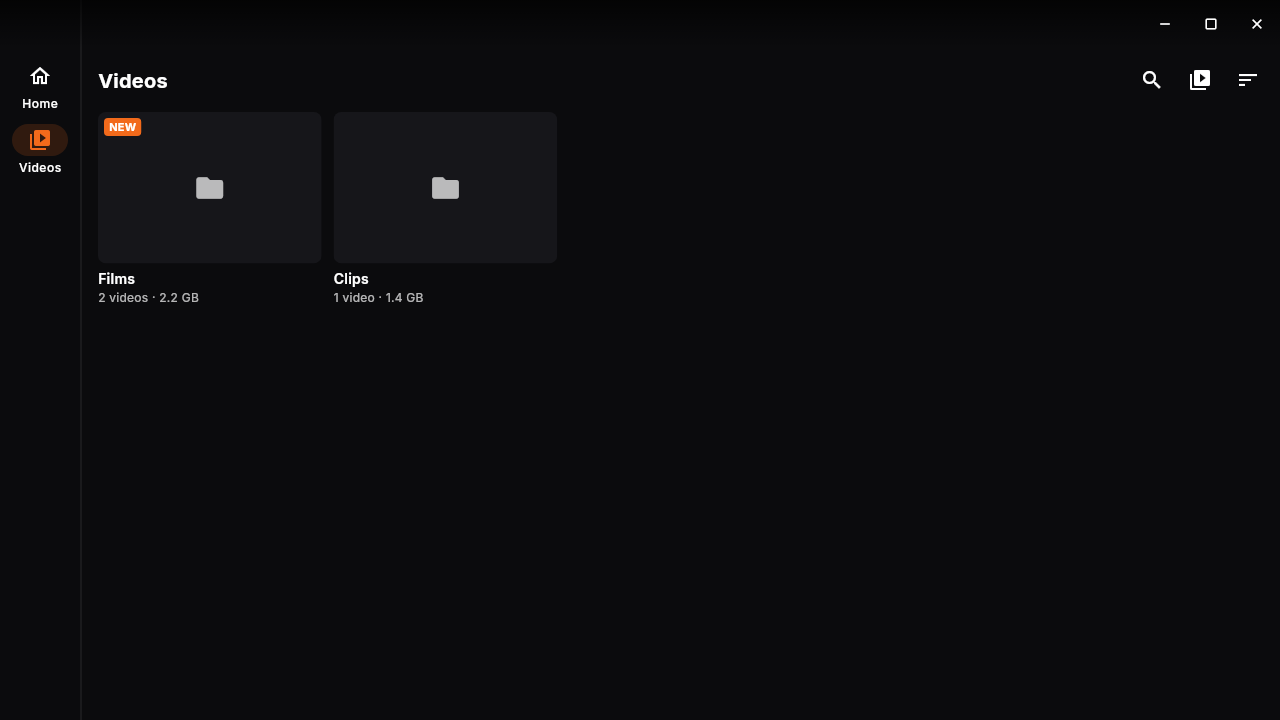 Home
Videos
Videos
NEW
Films
2 videos · 2.2 GB
Clips
1 video · 1.4 GB